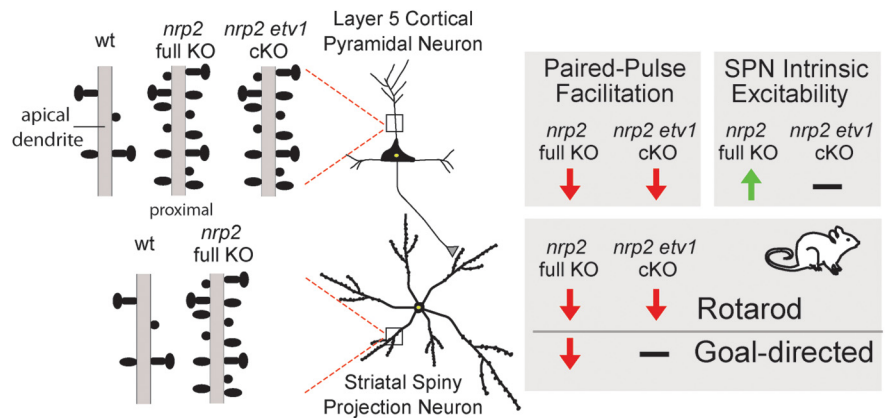 wt
nrp2
full KO
nrp2 etv1
cKO
apical
dendrite
proximal
Layer 5 Cortical
Pyramidal Neuron
wt
nrp2
full KO
Striatal Spiny
Projection Neuron
Paired-Pulse
Facilitation
nrp2
full KO
nrp2 etv1
cKO
SPN Intrinsic
Excitability
nrp2
full KO
nrp2 etv1
cKO
nrp2
full KO
nrp2 etv1
cKO
Rotarod
Goal-directed